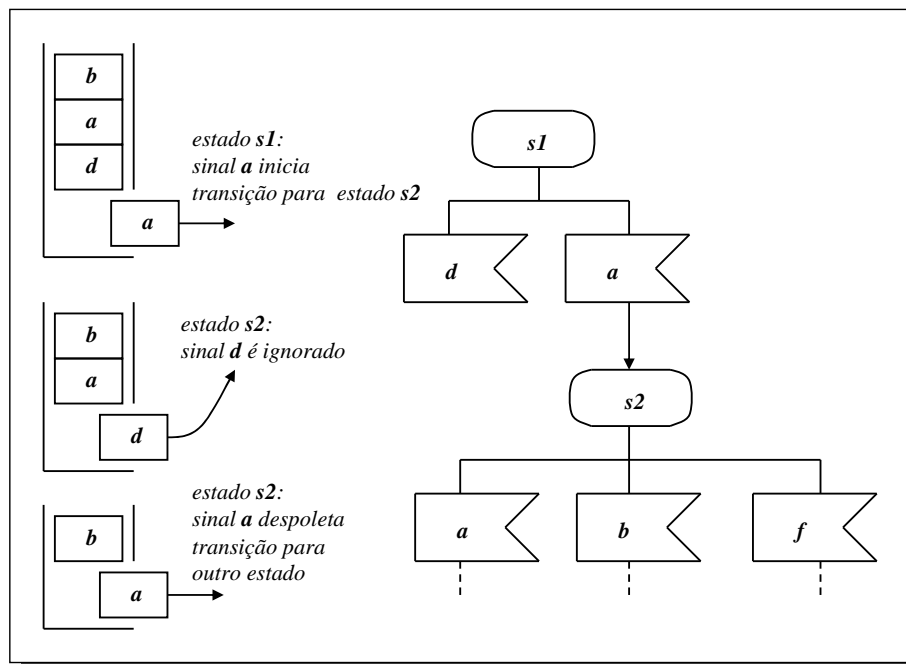 b
a
d
a
estado s1:
sinal a inicia
transição para estado s2
b
a
d
estado s2:
sinal d é ignorado
b
a
estado s2:
sinal a despoleta
transição para
outro estado
s1
d
a
s2
a
b
f